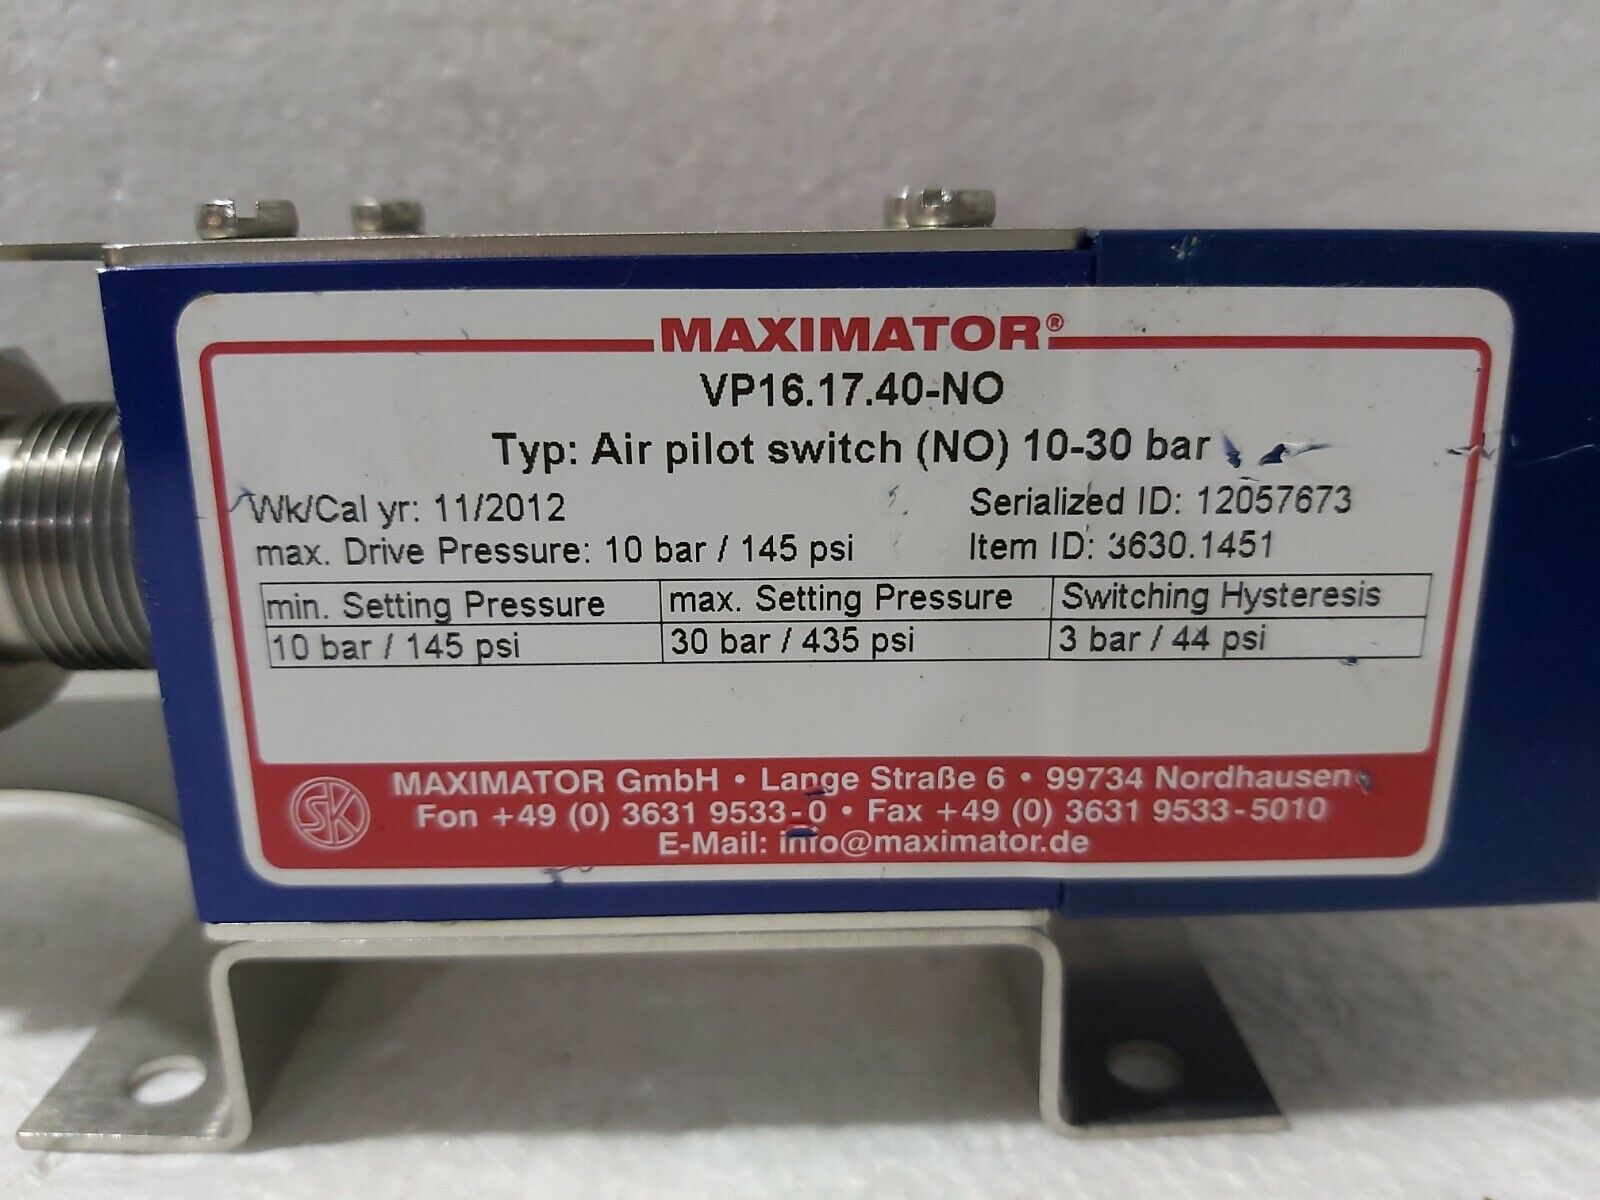 MAXIMATOR®
VP16.17.40-NO
Typ: Air pilot switch (NO) 10-30 bar
Wk/Cal yr: 11/2012 Serialized ID: 12057673
max. Drive Pressure: 10 bar / 145 psi Item ID: 3630.1451
min. Setting Pressure max. Setting Pressure Switching Hysteresis
10 bar / 145 psi 30 bar / 435 psi 3 bar / 44 psi
SK MAXIMATOR GmbH • Lange Straße 6 • 99734 Nordhausen
Fon +49 (0) 3631 9533-0 • Fax +49 (0) 3631 9533-5010
E-Mail: info@maximator.de